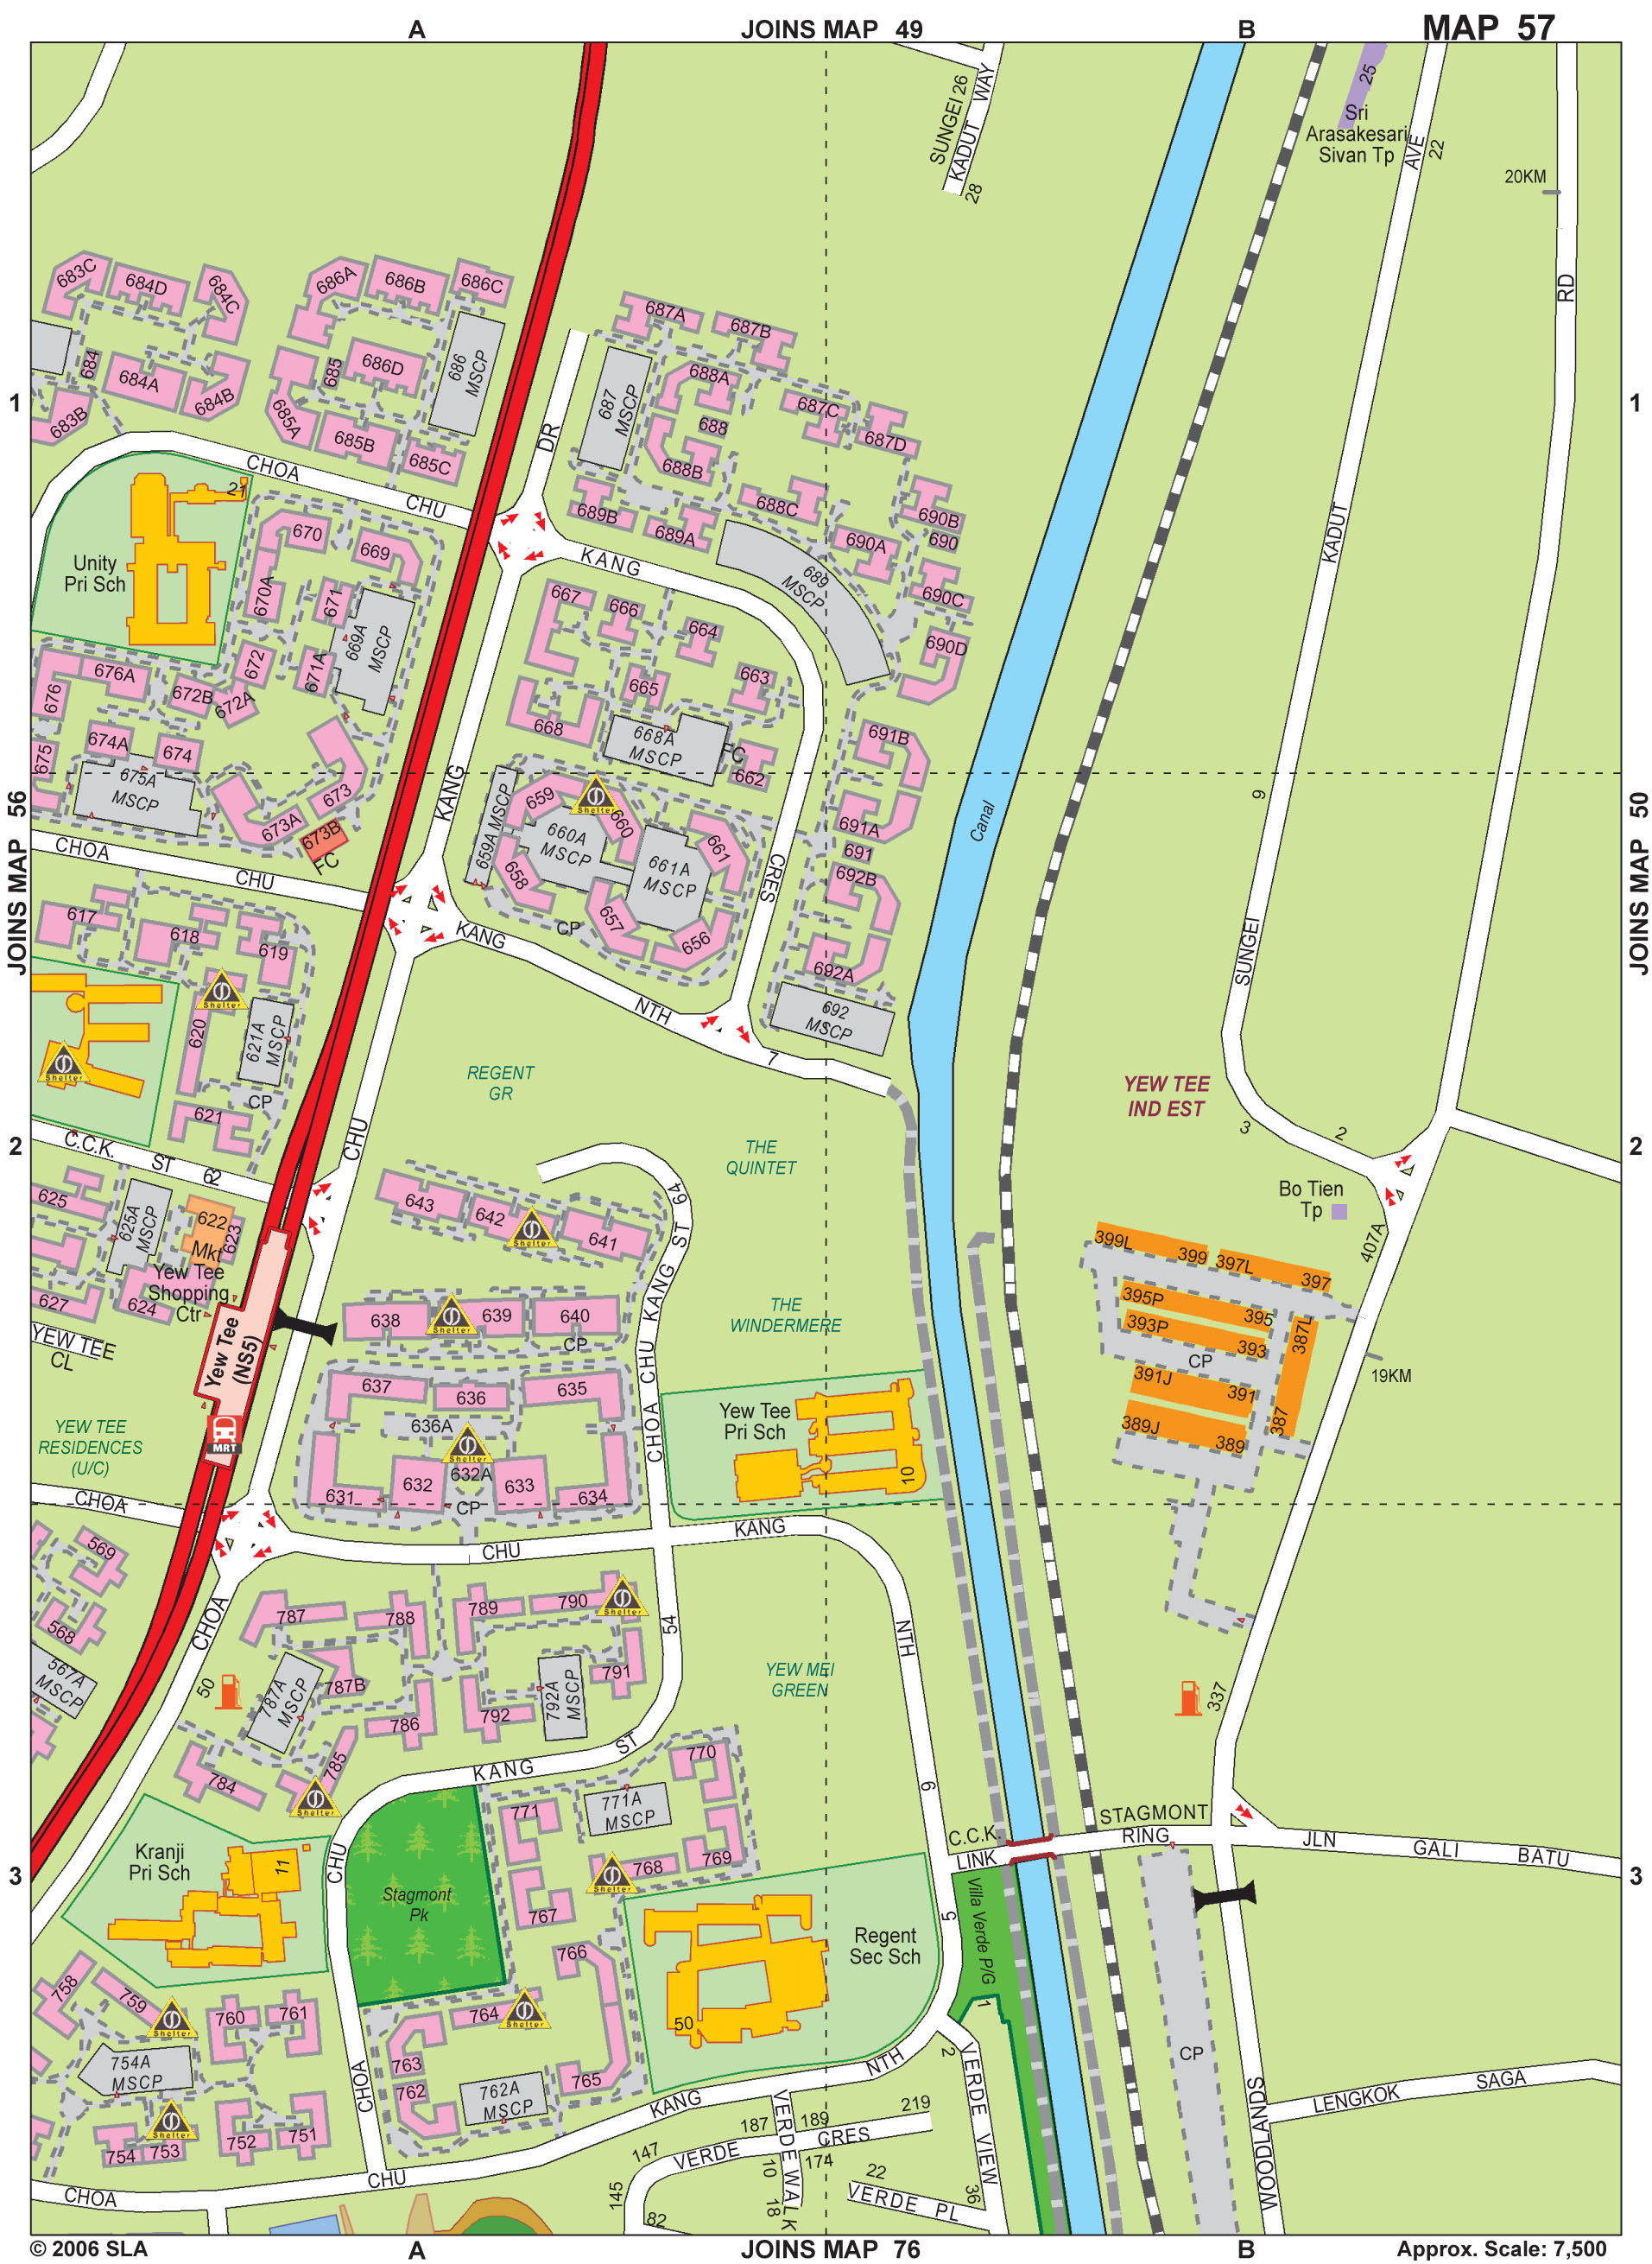 A
JOINS MAP 49
B
MAP 57
SUNGEI 26
KADUT WAY
28
25
Sri
Arasakesari
Sivan Tp
AVE
22
20KM
RD
683C
684D
684C
686A
686B
686C
684
684A
684B
683B
685
686D
685A
685B
685C
686
MSCP
687A
687B
687
MSCP
688A
688
687C
687D
688B
688C
689B
689A
690A
690B
690
690C
690D
689
MSCP
1
1
DR
CHOA
CHU
KANG
21
Unity
Pri Sch
670
669
670A
671
669A
MSCP
672
671A
676A
676
672B
672A
674A
674
675
675A
MSCP
673
673A
673B
FC
667
666
664
665
663
668
668A
MSCP
FC
662
691B
KADUT
JOINS MAP 56
JOINS MAP 50
KANG
659A MSCP
659
660
660A
MSCP
661
661A
MSCP
658
657
656
CP
CRES
691A
691
692B
692A
692
MSCP
Canal
9
SUNGEI
CHOA
CHU
KANG
NTH
7
617
618
619
Shelter
620
621A
MSCP
CP
621
Shelter
REGENT
GR
YEW TEE
IND EST
THE
QUINTET
3
2
2
2
C.C.K.
ST
62
CHU
625
625A
MSCP
622
Mkt
623
Yew Tee
Shopping
Ctr
624
627
YEW TEE
CL
643
642
Shelter
641
CHOA CHU KANG ST 64
Bo Tien
Tp
407A
399L
399
397L
397
395P
395
393P
393
387L
CP
391J
391
389J
389
387
19KM
638
Shelter
639
640
CP
THE
WINDERMERE
Yew Tee
(NS5)
MRT
YEW TEE
RESIDENCES
(U/C)
637
636
635
636A
Shelter
632A
631
632
633
634
CP
Yew Tee
Pri Sch
10
CHOA
CHU
KANG
NTH
569
568
567A
MSCP
CHOA
50
787
788
789
790
Shelter
787A
MSCP
787B
786
792
792A
MSCP
791
54
785
784
Shelter
YEW MEI
GREEN
337
KANG
ST
770
771
771A
MSCP
769
768
Shelter
767
9
STAGMONT
RING
C.C.K.
LINK
JLN
GALI
BATU
3
3
Kranji
Pri Sch
11
CHU
Stagmont
Pk
766
Regent
Sec Sch
50
5
Villa Verde P/G
1
758
759
Shelter
760
761
764
Shelter
763
762
762A
MSCP
765
754A
MSCP
Shelter
754
753
752
751
CHOA
CP
2
NTH
KANG
CHU
CHOA
VERDE VIEW
36
VERDE WALK
187
189
219
VERDE
CRES
147
174
10
18
145
82
22
VERDE PL
WOODLANDS
LENGKOK
SAGA
© 2006 SLA
A
JOINS MAP 76
B
Approx. Scale: 7,500